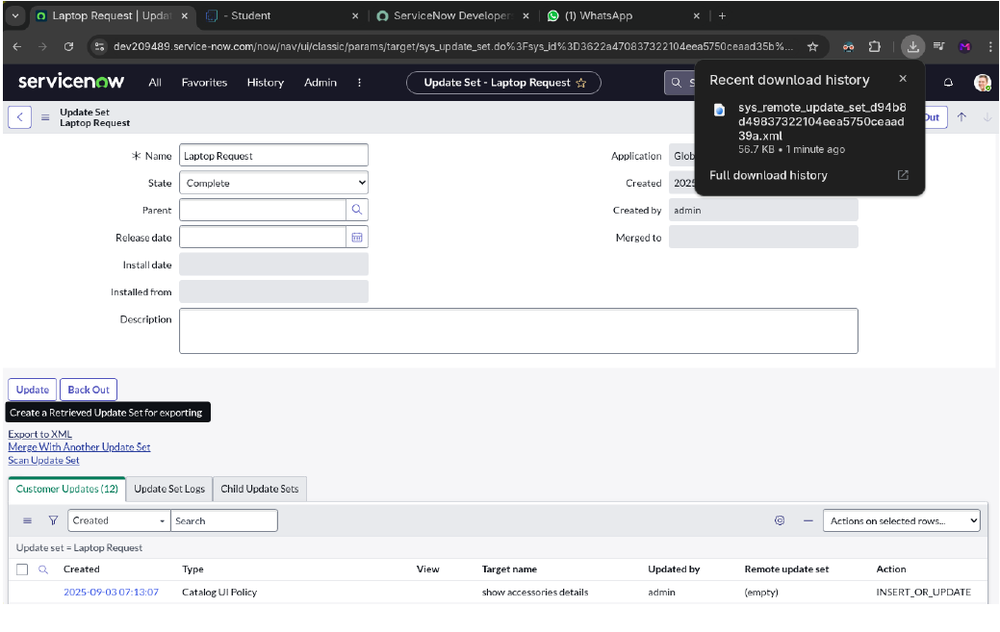 Laptop Request | Updat
- Student
ServiceNow Developer
(1) WhatsApp
dev209489.service-now.com/now/nav/ui/classic/params/target/sys_update_set.do%3Fsys_id%3D3622a470837322104eea5750ceaad35b%...
servicenow
All
Favorites
History
Admin
Update Set - Laptop Request
S
Recent download history
sys_remote_update_set_d94b8
d49837322104eea5750ceaad
39a.xml
56.7 KB • 1 minute ago
Full download history
Update Set
Laptop Request
Out
Name
Laptop Request
Application
Glob
State
Complete
Created
2025
Parent
Created by
admin
Release date
Merged to
Install date
Installed from
Description
Update
Back Out
Create a Retrieved Update Set for exporting
Export to XML
Merge With Another Update Set
Scan Update Set
Customer Updates (12)
Update Set Logs
Child Update Sets
Created
Search
Actions on selected rows...
Update set = Laptop Request
Created
Type
View
Target name
Updated by
Remote update set
Action
2025-09-03 07:13:07
Catalog UI Policy
show accessories details
admin
(empty)
INSERT_OR_UPDATE